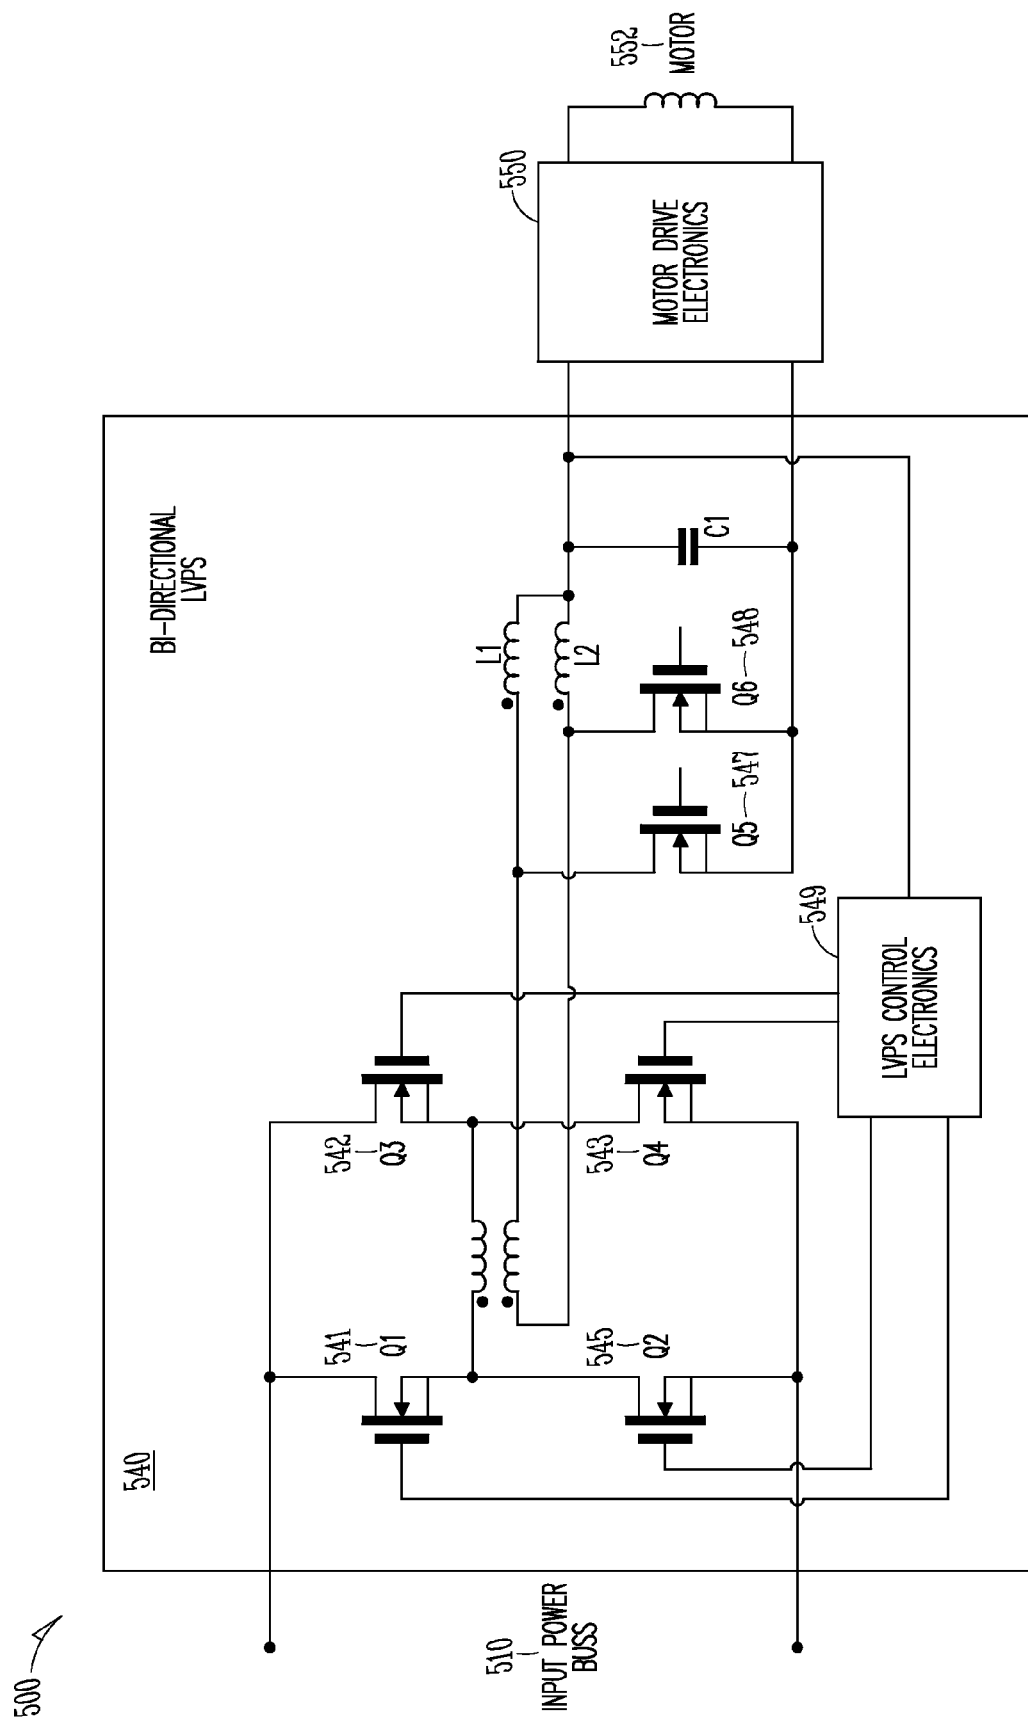 500
540
BI-DIRECTIONAL
LVPS
510
INPUT POWER
BUSS
541
Q1
542
Q3
545
Q2
543
Q4
L1
L2
Q5
547
Q6
548
C1
549
LVPS CONTROL
ELECTRONICS
550
MOTOR DRIVE
ELECTRONICS
552
MOTOR